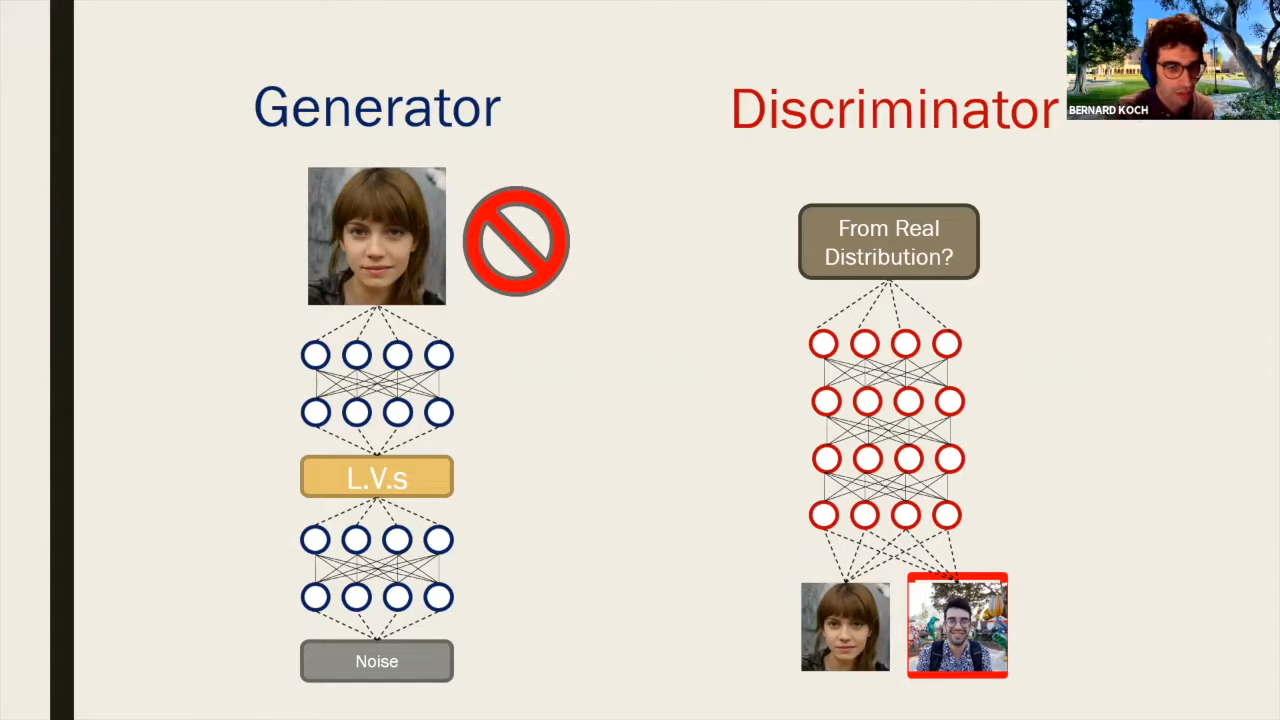 Generator
Discriminator
BERNARD KOCH
From Real
Distribution?
L.V.s
Noise